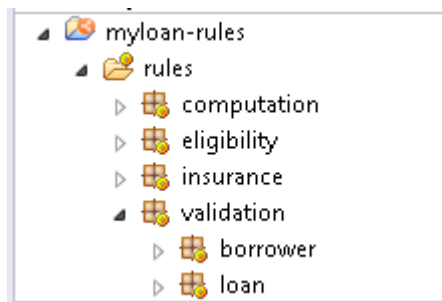 myloan-rules
rules
computation
eligibility
insurance
validation
borrower
loan